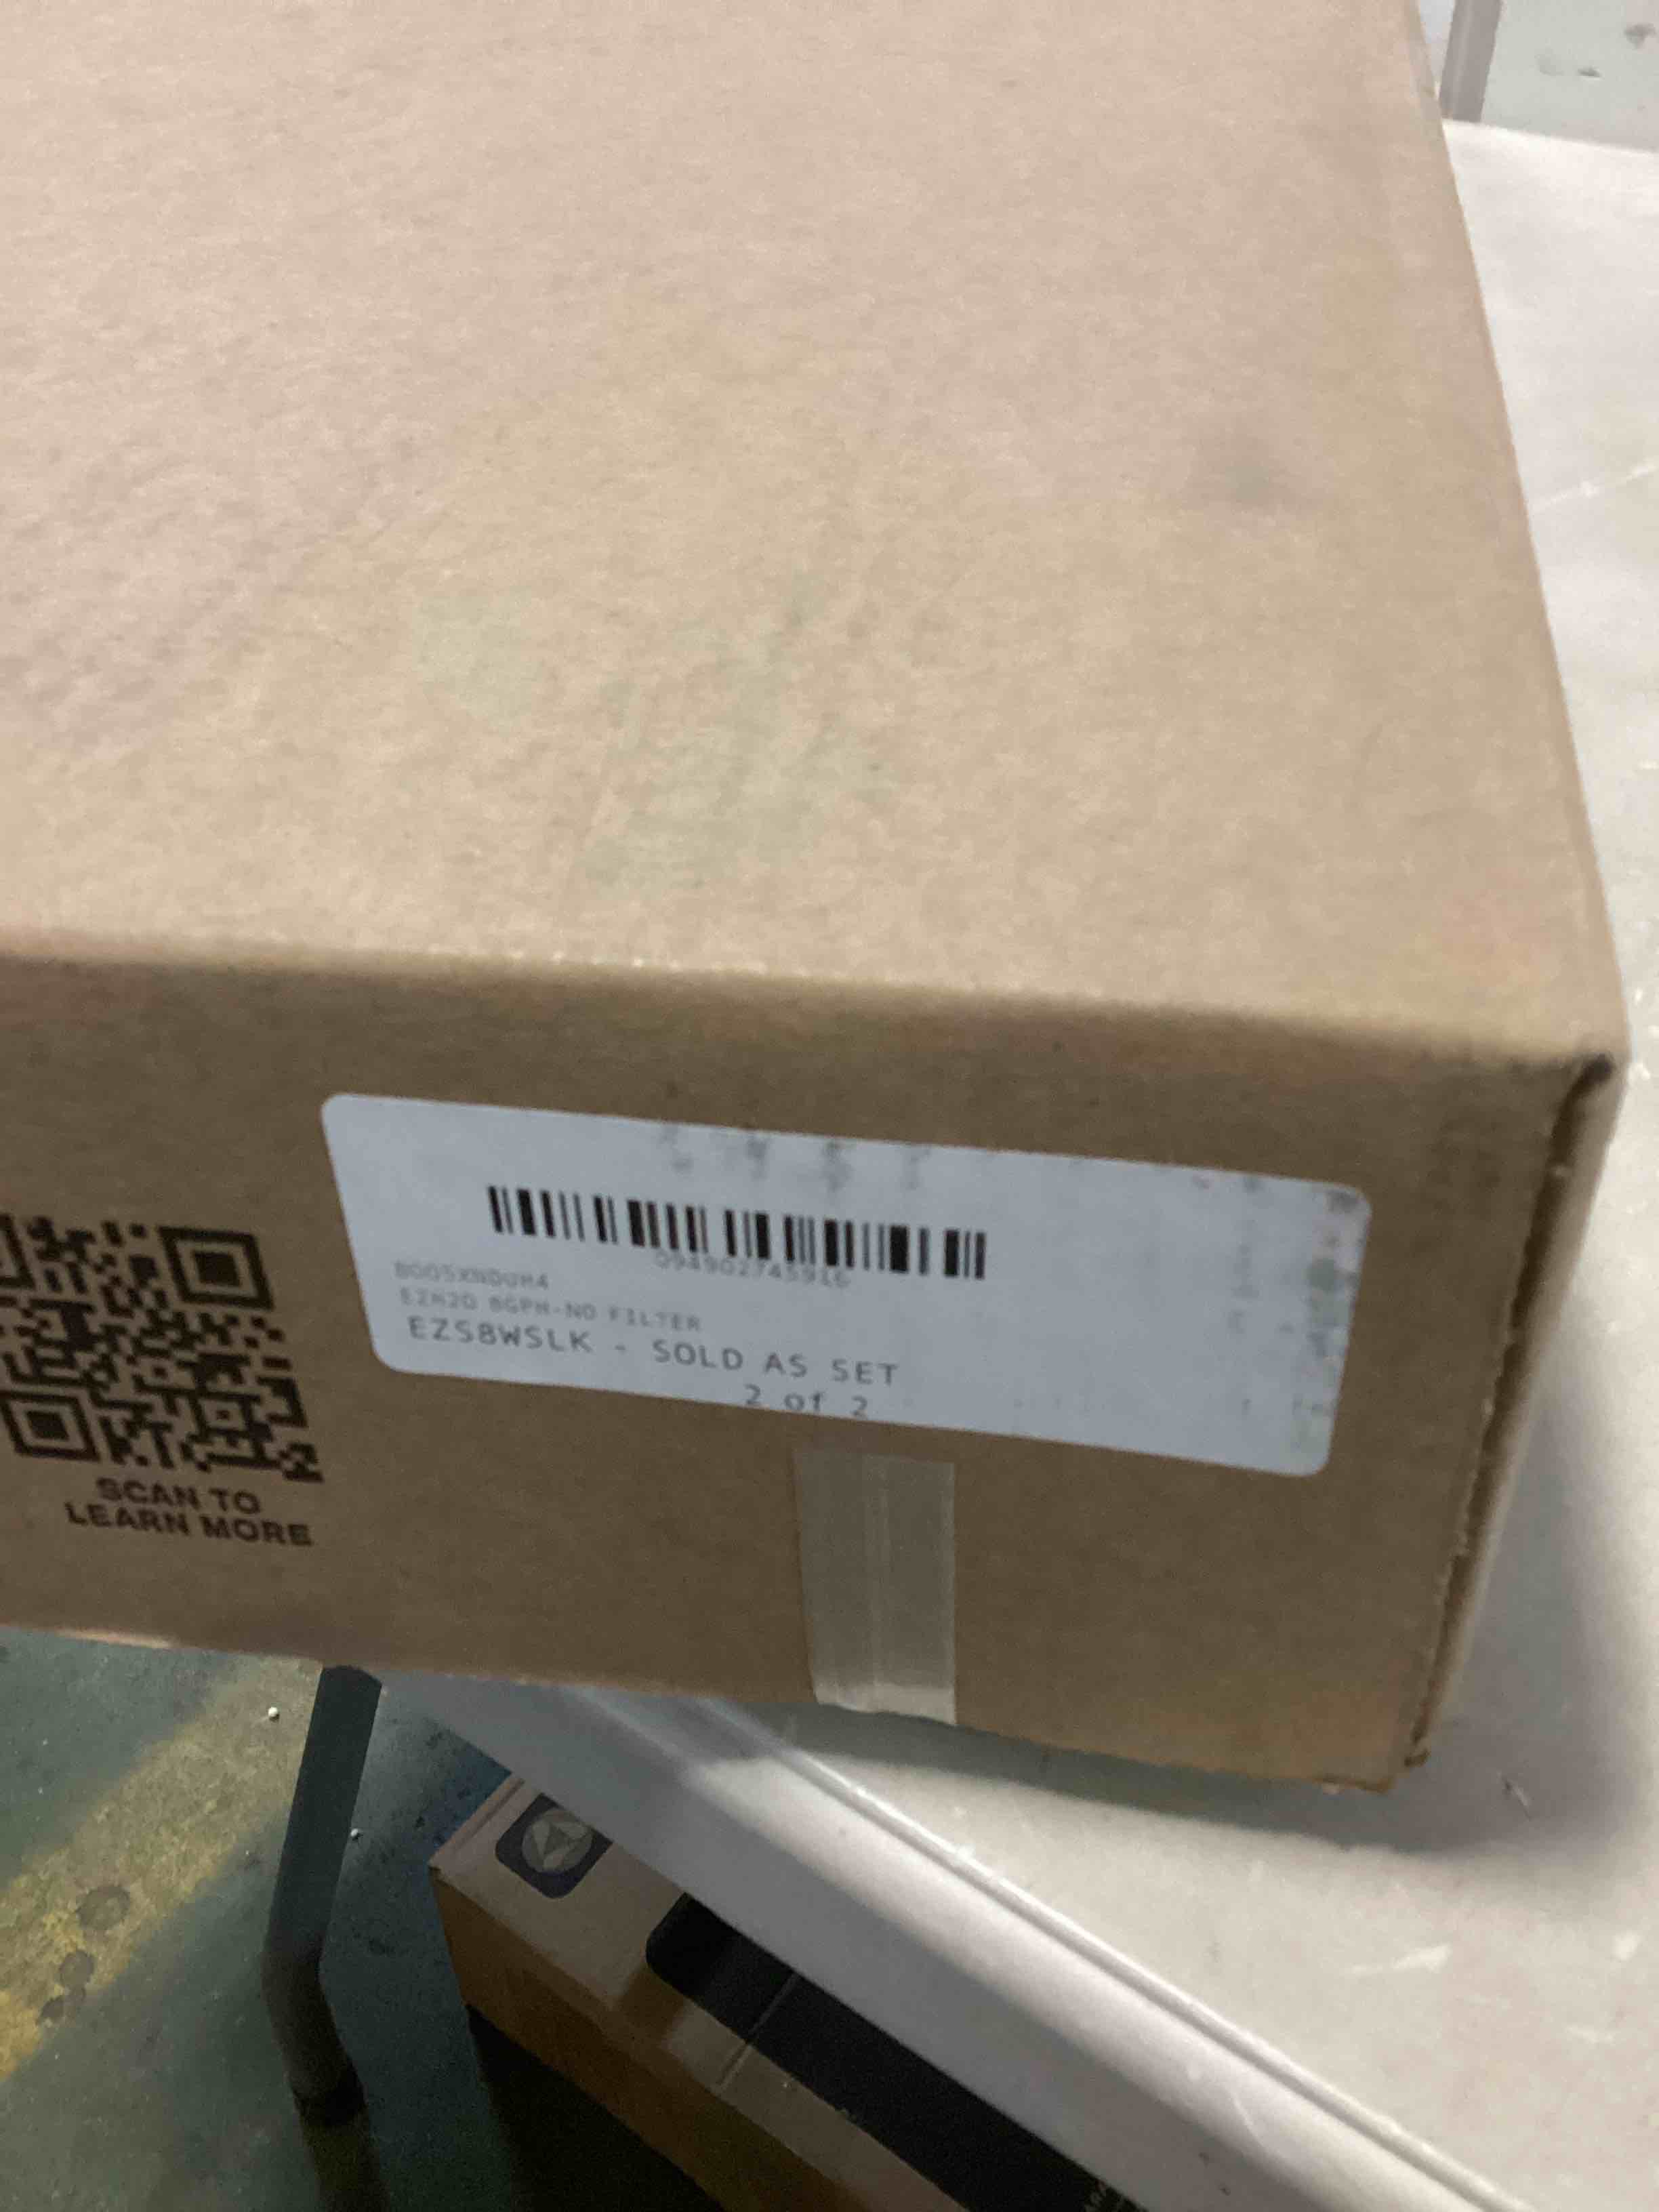 094902745916
B005XNDUM4
EZH2O 8GPH-NO FILTER
EZS8WSLK - SOLD AS SET
2 of 2
SCAN TO
LEARN MORE